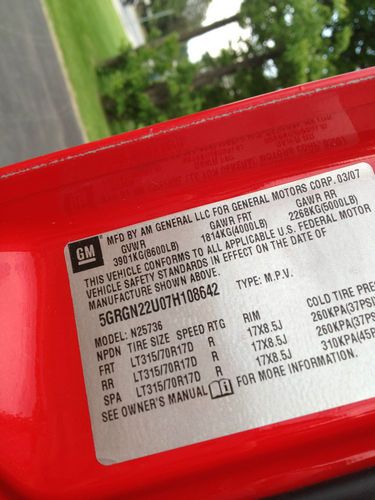 GM
MFD BY AM GENERAL LLC FOR GENERAL MOTORS CORP. 03/07
GVWR GAWR FRT GAWR RR
3901KG(8600LB) 1814KG(4000LB) 2268KG(5000LB)
THIS VEHICLE CONFORMS TO ALL APPLICABLE U.S. FEDERAL MOTOR
VEHICLE SAFETY STANDARDS IN EFFECT ON THE DATE OF
MANUFACTURE SHOWN ABOVE.
5GRGN22U07H108642 TYPE: M.P.V.
MODEL: N25736
NPDN TIRE SIZE SPEED RTG RIM COLD TIRE
FRT LT315/70R17D R 17X8.5J 260KPA(37PSI
RR LT315/70R17D R 17X8.5J 260KPA(37PS
SPA LT315/70R17D R 17X8.5J 310KPA(45
SEE OWNER'S MANUAL FOR MORE INFORMATION.